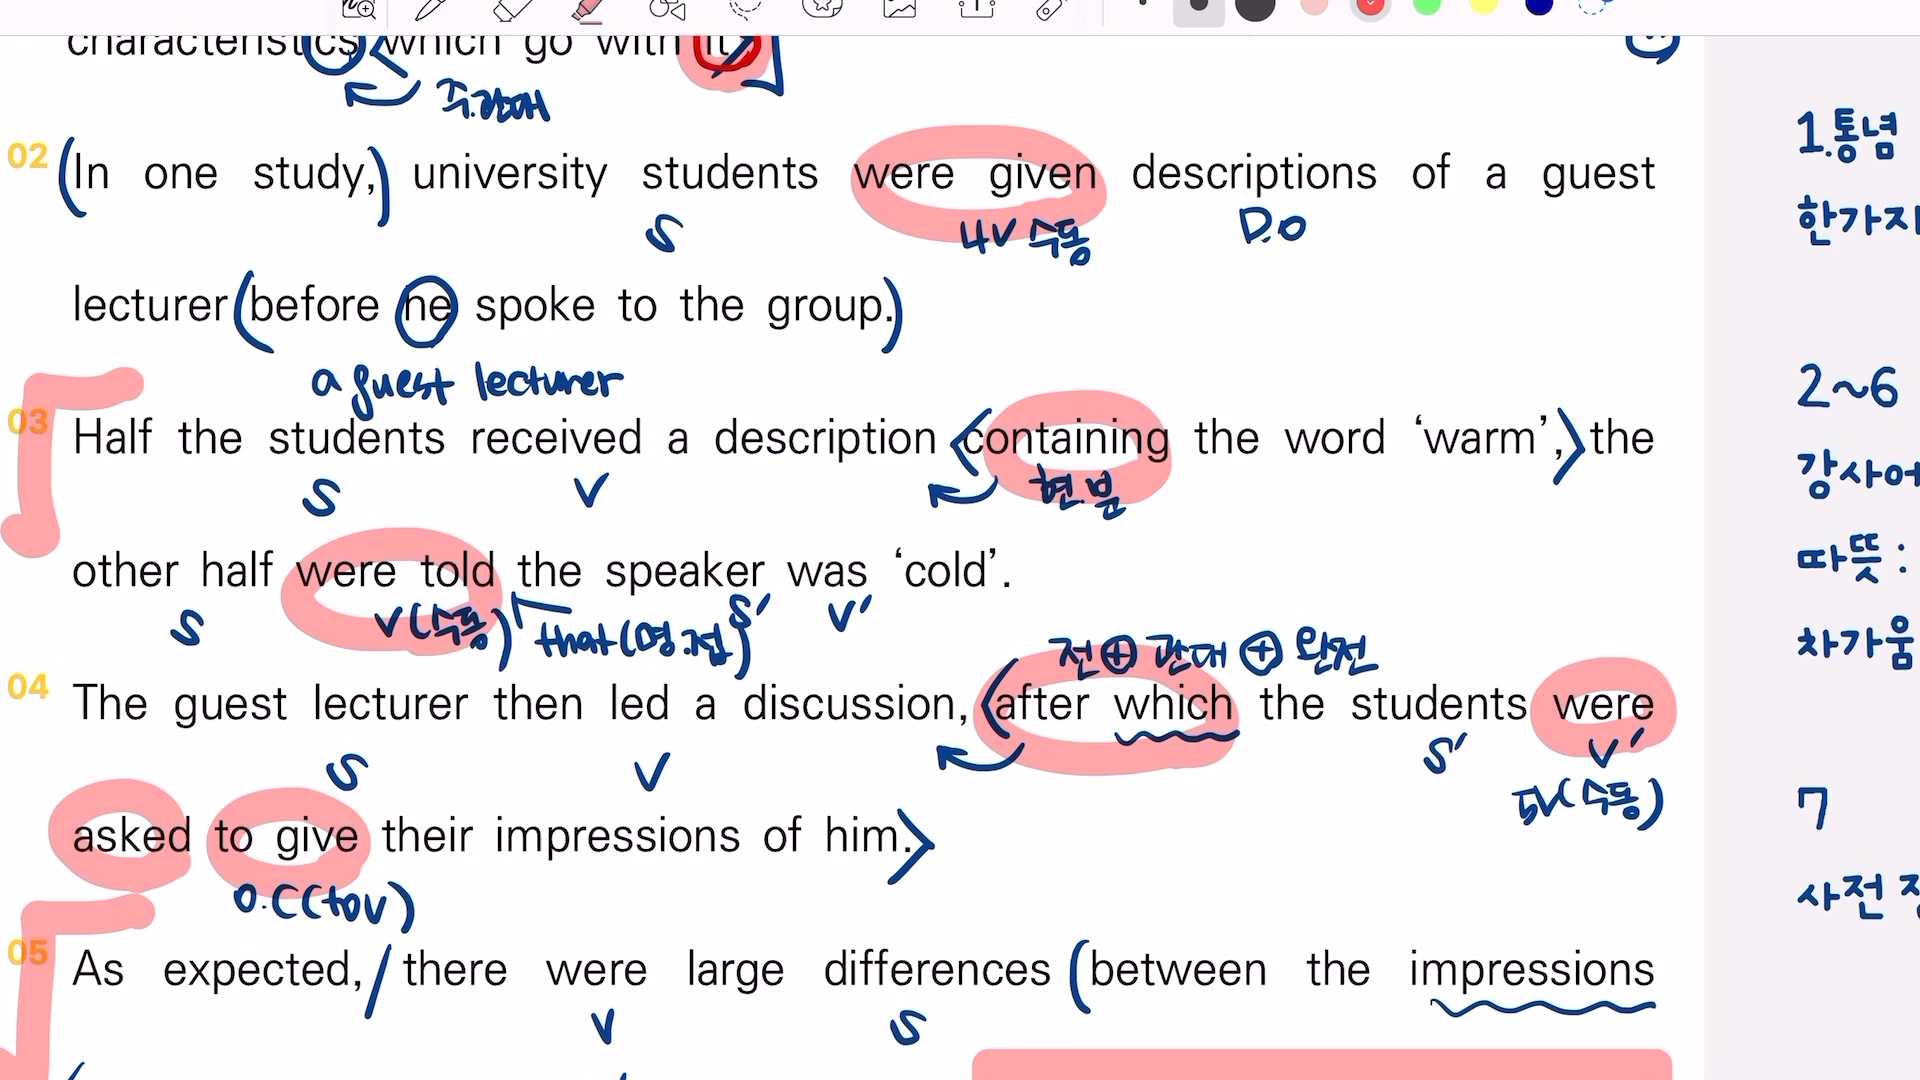 characteristics, which go with it.
주.관대
02 In one study, university students were given descriptions of a guest
S 4V 수동 D.O
lecturer before he spoke to the group.
a guest lecturer
03 Half the students received a description containing the word ‘warm’, the
S V 현.분
other half were told the speaker was ‘cold’.
S V(수동) that(명.접) S' V'
전 + 관대 + 완전
04 The guest lecturer then led a discussion, after which the students were
S V S' V'
5V(수동)
asked to give their impressions of him.
O.C(toV)
05 As expected, there were large differences between the impressions
V S
1.통념
한가지
2~6
강사에
따뜻 :
차가움
7
사전